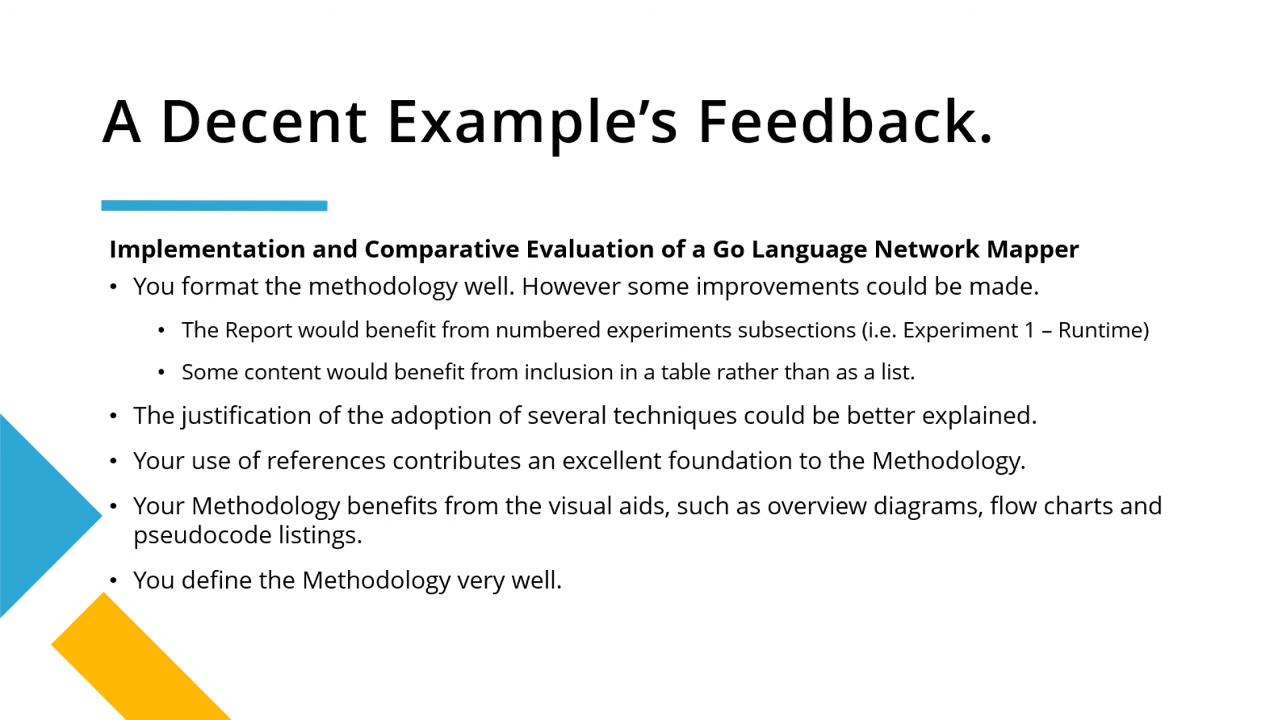 A Decent Example’s Feedback.
Implementation and Comparative Evaluation of a Go Language Network Mapper
• You format the methodology well. However some improvements could be made.
• The Report would benefit from numbered experiments subsections (i.e. Experiment 1 – Runtime)
• Some content would benefit from inclusion in a table rather than as a list.
• The justification of the adoption of several techniques could be better explained.
• Your use of references contributes an excellent foundation to the Methodology.
• Your Methodology benefits from the visual aids, such as overview diagrams, flow charts and
pseudocode listings.
• You define the Methodology very well.